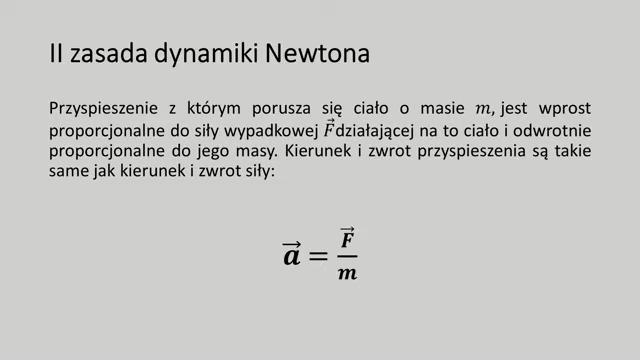 II zasada dynamiki Newtona
Przyspieszenie z którym porusza się ciało o masie 𝑚, jest wprost
proporcjonalne do siły wypadkowej 𝐹⃗ działającej na to ciało i odwrotnie
proporcjonalne do jego masy. Kierunek i zwrot przyspieszenia są takie
same jak kierunek i zwrot siły:
𝒂⃗ = 𝑭⃗/𝒎